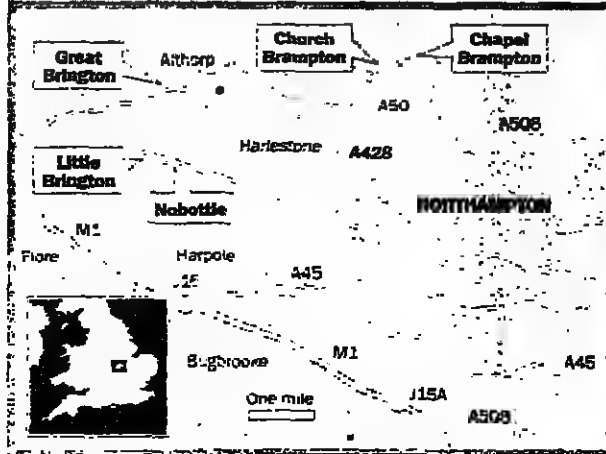 Great
Brington
Althorp
Church
Brampton
Chapel
Brampton
A50
A508
Harlestone
A428
Little
Brington
Nobottle
NORTHAMPTON
M1
Flore
Harpole
A45
Bugbrooke
M1
A45
One mile
J15A
A508